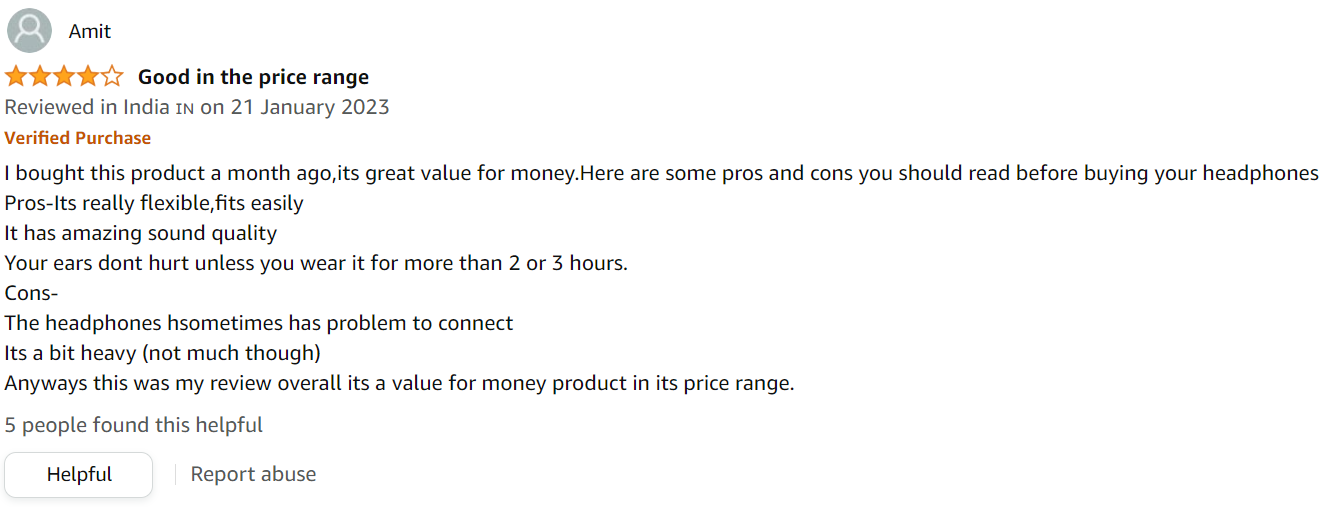 Amit
Good in the price range
Reviewed in India IN on 21 January 2023
Verified Purchase
I bought this product a month ago,its great value for money.Here are some pros and cons you should read before buying your headphones
Pros-Its really flexible,fits easily
It has amazing sound quality
Your ears dont hurt unless you wear it for more than 2 or 3 hours.
Cons-
The headphones hsometimes has problem to connect
Its a bit heavy (not much though)
Anyways this was my review overall its a value for money product in its price range.
5 people found this helpful
Helpful
Report abuse